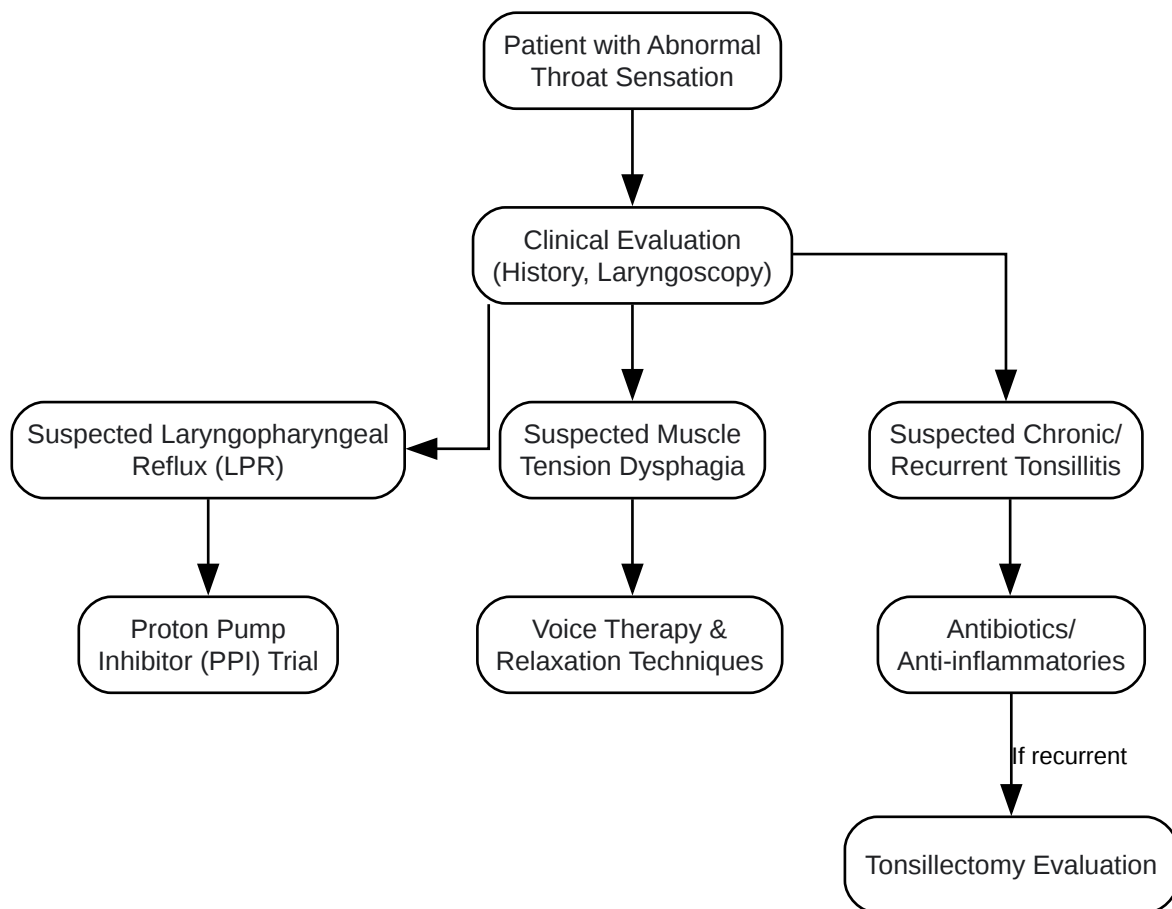 Patient with Abnormal
Throat Sensation
Clinical Evaluation
(History, Laryngoscopy)
Suspected Laryngopharyngeal
Reflux (LPR)
Suspected Muscle
Tension Dysphagia
Suspected Chronic/
Recurrent Tonsillitis
Proton Pump
Inhibitor (PPI) Trial
Voice Therapy &
Relaxation Techniques
Antibiotics/
Anti-inflammatories
If recurrent
Tonsillectomy Evaluation